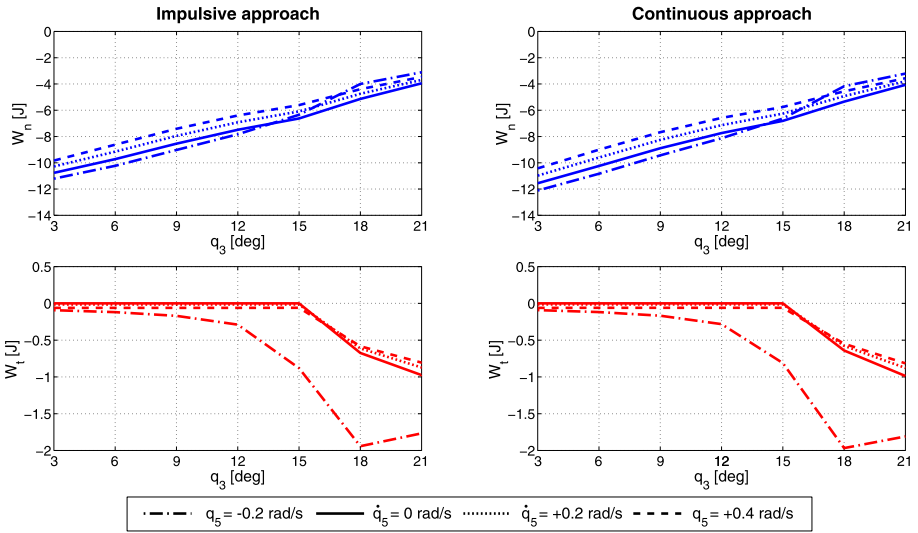 Impulsive approach
Continuous approach
0
−2
−4
−6
−8
−10
−12
−14
W_n [J]
3 6 9 12 15 18 21
q_3 [deg]
0
−2
−4
−6
−8
−10
−12
−14
W_n [J]
3 6 9 12 15 18 21
q_3 [deg]
0.5
0
−0.5
−1
−1.5
−2
W_t [J]
3 6 9 12 15 18 21
q_3 [deg]
0.5
0
−0.5
−1
−1.5
−2
W_t [J]
3 6 9 12 15 18 21
q_3 [deg]
q_5 = -0.2 rad/s q̇_5 = 0 rad/s q̇_5 = +0.2 rad/s q_5 = +0.4 rad/s